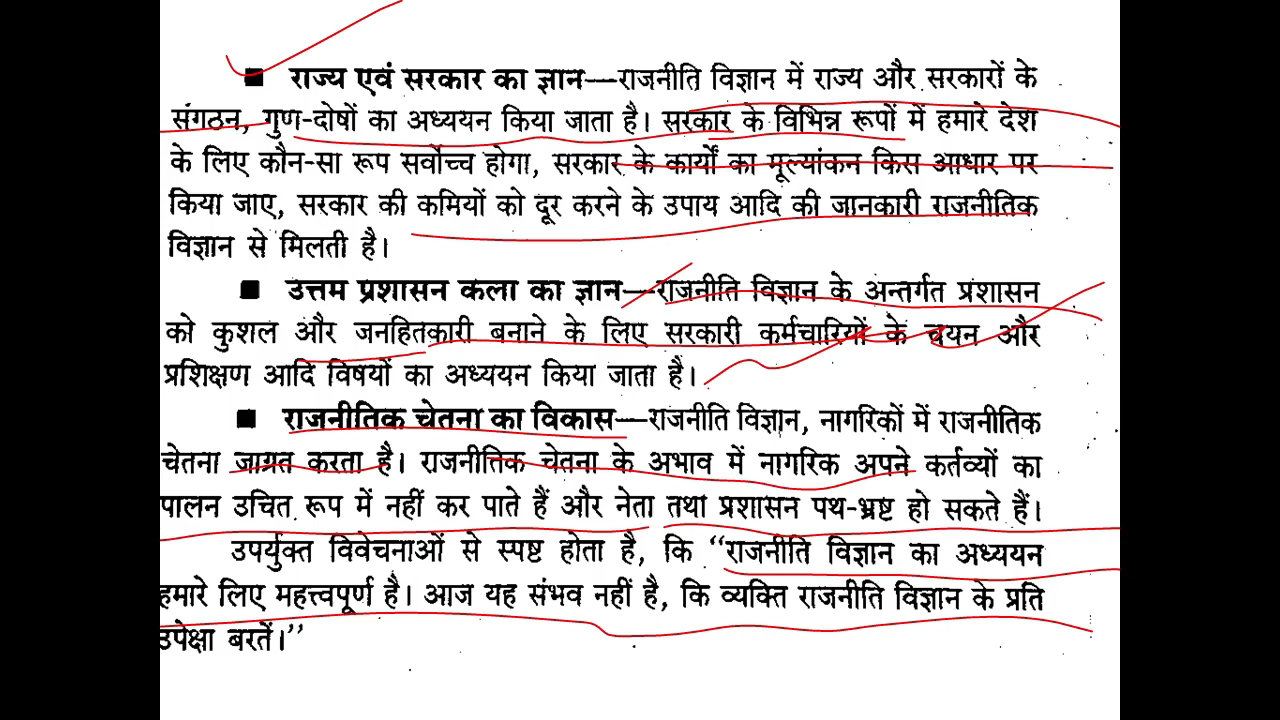 ■ राज्य एवं सरकार का ज्ञान—राजनीति विज्ञान में राज्य और सरकारों के
संगठन, गुण-दोषों का अध्ययन किया जाता है। सरकार के विभिन्न रूपों में हमारे देश
के लिए कौन-सा रूप सर्वोच्च होगा, सरकार के कार्यों का मूल्यांकन किस आधार पर
किया जाए, सरकार की कमियों को दूर करने के उपाय आदि की जानकारी राजनीतिक
विज्ञान से मिलती है।
■ उत्तम प्रशासन कला का ज्ञान—राजनीति विज्ञान के अन्तर्गत प्रशासन
को कुशल और जनहितकारी बनाने के लिए सरकारी कर्मचारियों के चयन और
प्रशिक्षण आदि विषयों का अध्ययन किया जाता है।
■ राजनीतिक चेतना का विकास—राजनीति विज्ञान, नागरिकों में राजनीतिक
चेतना जाग्रत करता है। राजनीतिक चेतना के अभाव में नागरिक अपने कर्तव्यों का
पालन उचित रूप में नहीं कर पाते हैं और नेता तथा प्रशासन पथ-भ्रष्ट हो सकते हैं।
उपर्युक्त विवेचनाओं से स्पष्ट होता है, कि “राजनीति विज्ञान का अध्ययन
हमारे लिए महत्त्वपूर्ण है। आज यह संभव नहीं है, कि व्यक्ति राजनीति विज्ञान के प्रति
उपेक्षा बरतें।”